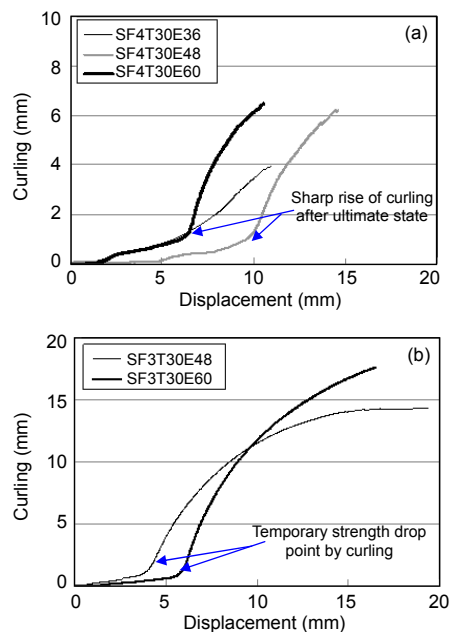 (a)
SF4T30E36
SF4T30E48
SF4T30E60
10
8
6
4
2
0
Curling (mm)
Sharp rise of curling
after ultimate state
0 5 10 15 20
Displacement (mm)
(b)
SF3T30E48
SF3T30E60
20
15
10
5
0
Curling (mm)
Temporary strength drop
point by curling
0 5 10 15 20
Displacement (mm)